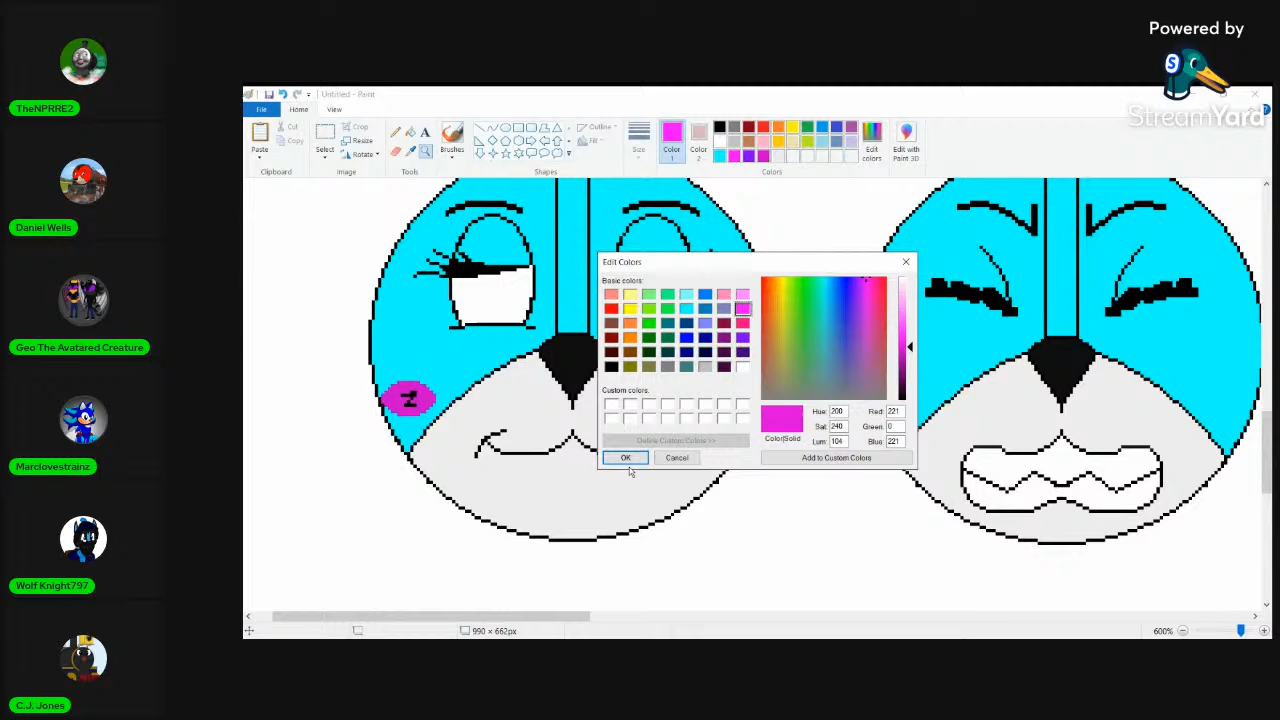 Powered by
StreamYard
TheNPRRE2
Daniel Wells
Geo The Avatared Creature
Marclovestrainz
Wolf Knight797
C.J. Jones
Untitled - Paint
File
Home
View
Paste
Cut
Copy
Clipboard
Select
Crop
Resize
Rotate
Image
A
Tools
Brushes
Outline
Fill
Shapes
Size
Color
1
Color
2
Colors
Edit
colors
Edit with
Paint 3D
Edit Colors
Basic colors:
Custom colors:
Define Custom Colors >>
OK
Cancel
Color|Solid
Hue: 200
Sat: 240
Lum: 104
Red: 221
Green: 0
Blue: 221
Add to Custom Colors
990 × 662px
600%